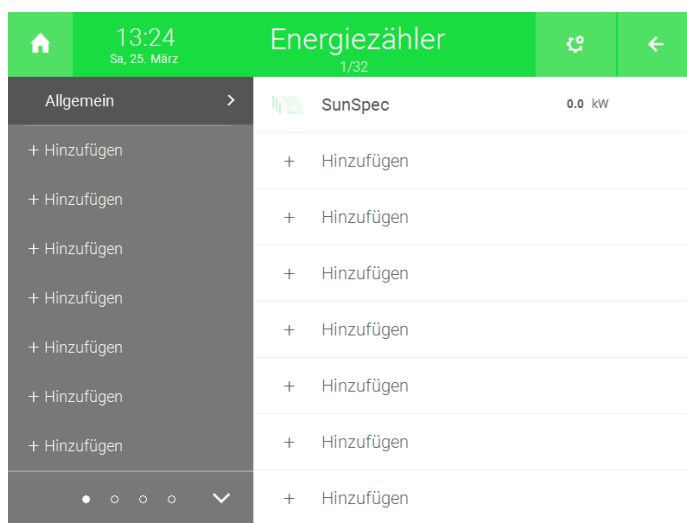 13:24
Sa, 25. März
Energiezähler
1/32
Allgemein
+ Hinzufügen
+ Hinzufügen
+ Hinzufügen
+ Hinzufügen
+ Hinzufügen
+ Hinzufügen
+ Hinzufügen
SunSpec 0.0 kW
+ Hinzufügen
+ Hinzufügen
+ Hinzufügen
+ Hinzufügen
+ Hinzufügen
+ Hinzufügen
+ Hinzufügen